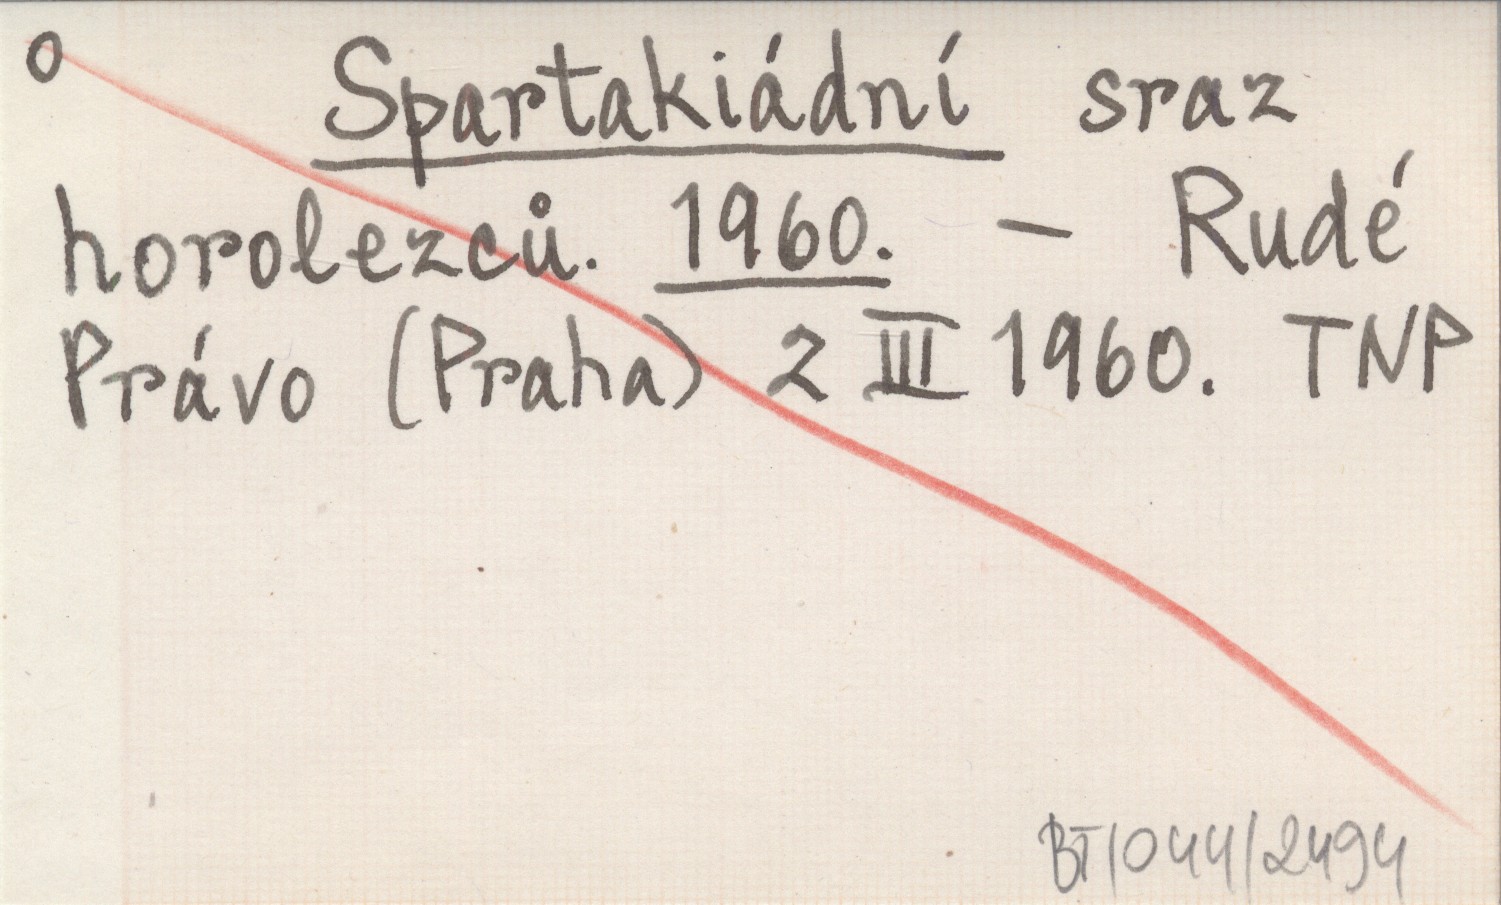 o Spartakiádní sraz
horolezců. 1960. – Rudé
Právo (Praha) 2 III 1960. TNP
BT/044/2494